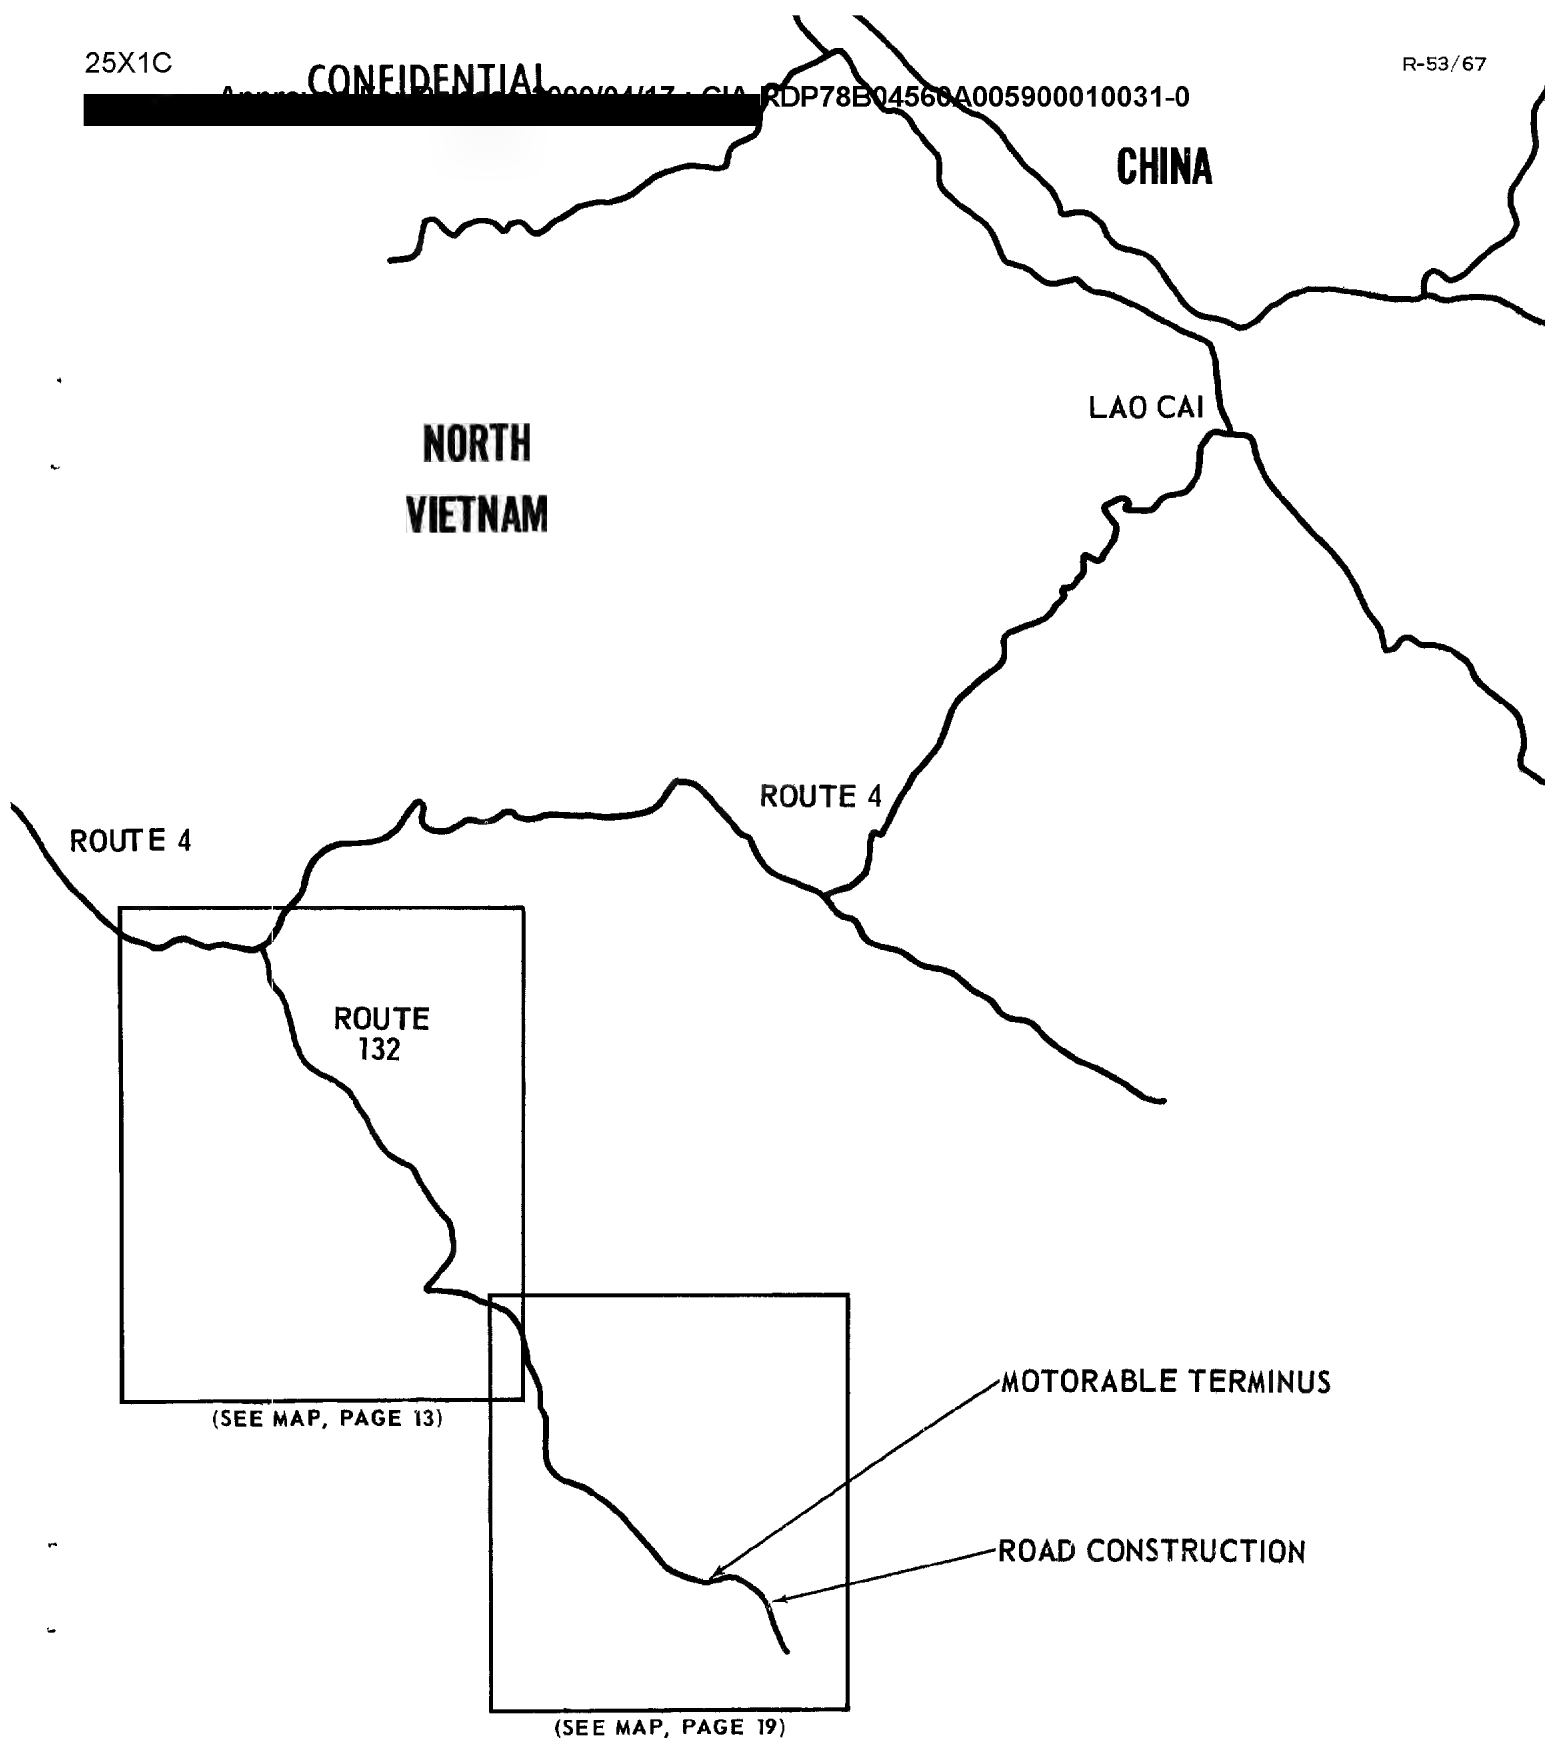 25X1C
R-53/67
CONFIDENTIAL
CIA-RDP78B04560A005900010031-0
CHINA
LAO CAI
NORTH
VIETNAM
ROUTE 4
ROUTE 4
ROUTE
132
MOTORABLE TERMINUS
(SEE MAP, PAGE 13)
ROAD CONSTRUCTION
(SEE MAP, PAGE 19)